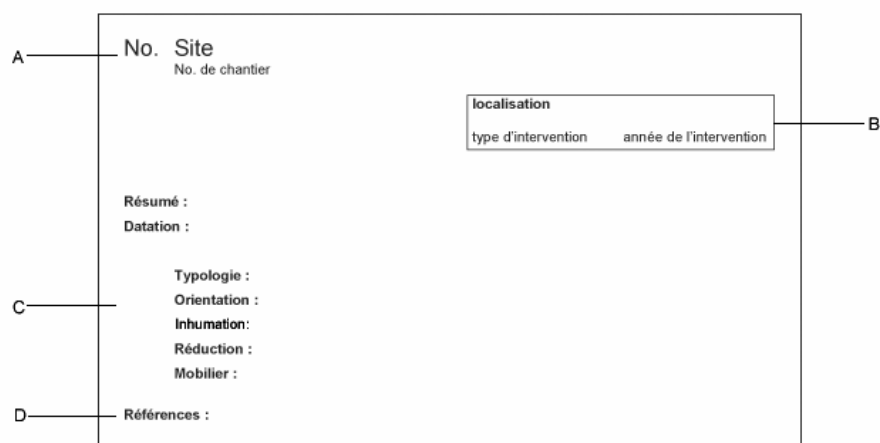 A
No. Site
No. de chantier
localisation
type d'intervention année de l'intervention
B
Résumé :
Datation :
Typologie :
C
Orientation :
Inhumation:
Réduction :
Mobilier :
D
Références :